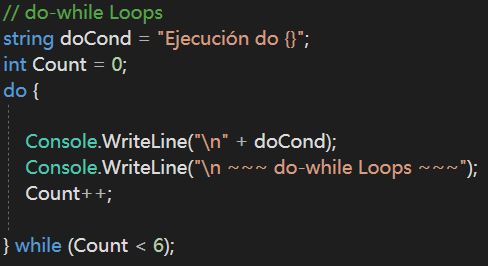 // do-while Loops
string doCond = "Ejecución do {}";
int Count = 0;
do {
Console.WriteLine("\n" + doCond);
Console.WriteLine("\n ~~~ do-while Loops ~~~");
Count++;
} while (Count < 6);